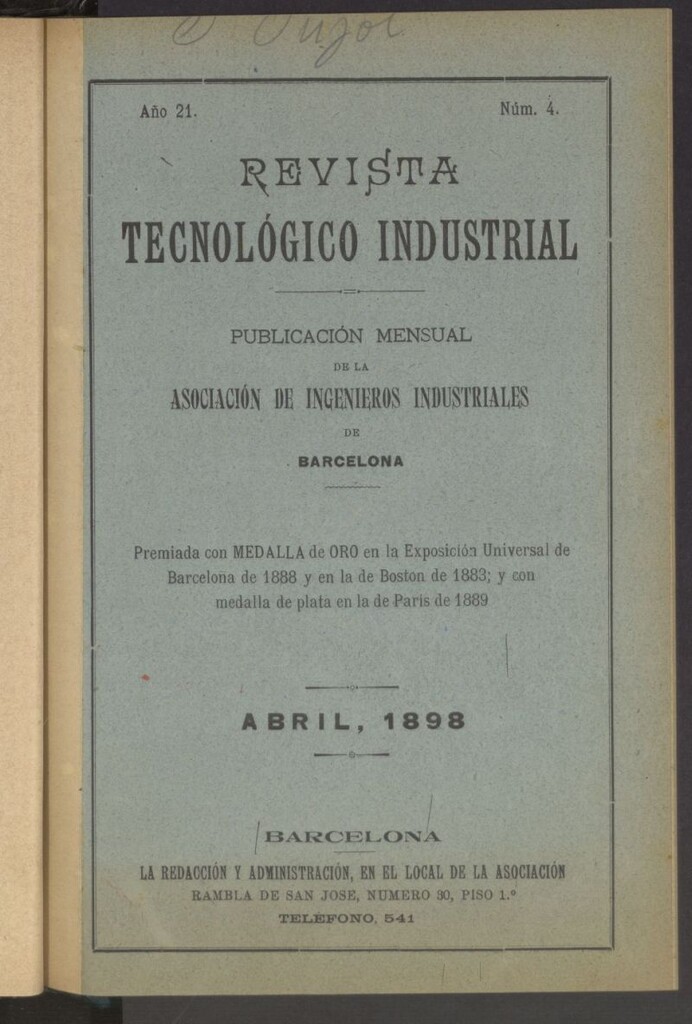 Pujol
Año 21.
Núm. 4.
REVISTA
TECNOLÓGICO INDUSTRIAL
PUBLICACIÓN MENSUAL
DE LA
ASOCIACIÓN DE INGENIEROS INDUSTRIALES
DE
BARCELONA
Premiada con MEDALLA de ORO en la Exposición Universal de
Barcelona de 1888 y en la de Boston de 1883; y con
medalla de plata en la de Paris de 1889
ABRIL, 1898
BARCELONA
LA REDACCIÓN Y ADMINISTRACIÓN, EN EL LOCAL DE LA ASOCIACIÓN
RAMBLA DE SAN JOSE, NUMERO 30, PISO 1.º
TELÉFONO, 541